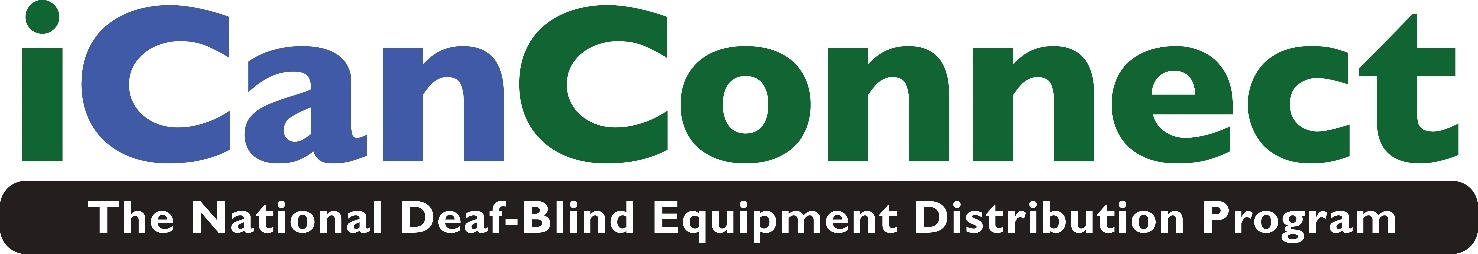 iCanConnect
The National Deaf-Blind Equipment Distribution Program